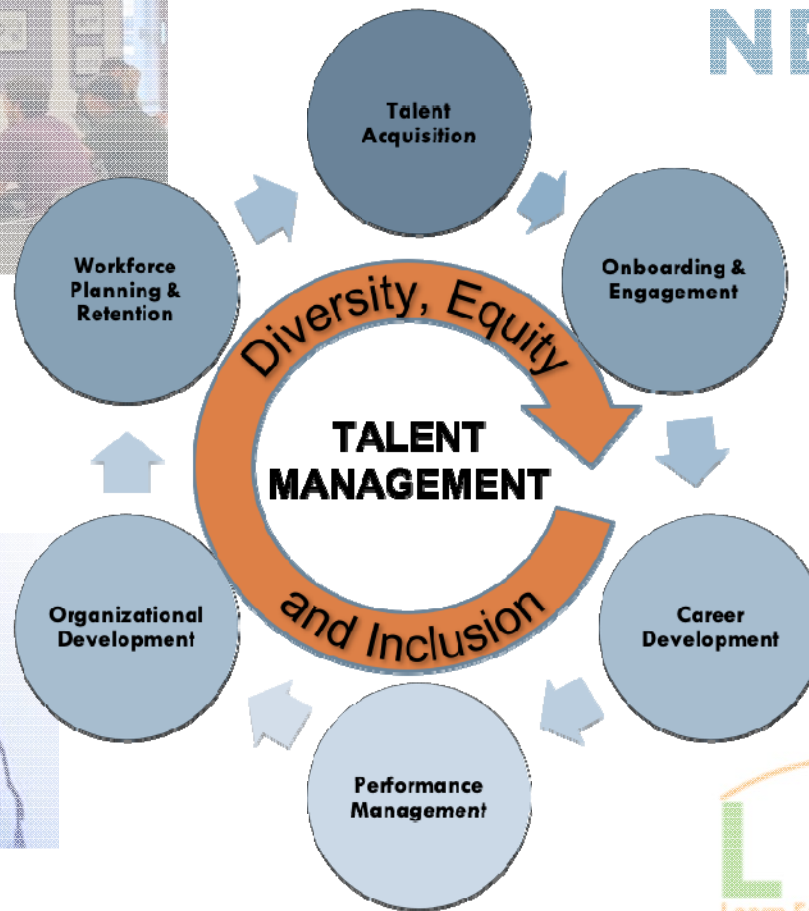 Talent
Acquisition
Onboarding &
Engagement
Career
Development
Performance
Management
Organizational
Development
Workforce
Planning &
Retention
Diversity, Equity
and Inclusion
TALENT
MANAGEMENT
L